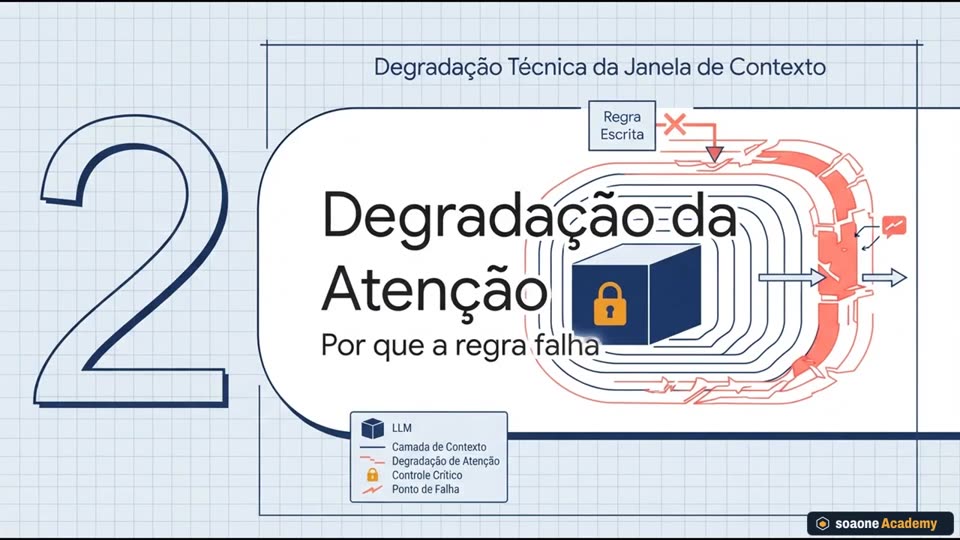 Degradação Técnica da Janela de Contexto
2
Regra
Escrita
Degradação da
Atenção
Por que a regra falha
LLM
Camada de Contexto
Degradação de Atenção
Controle Crítico
Ponto de Falha
soaone Academy